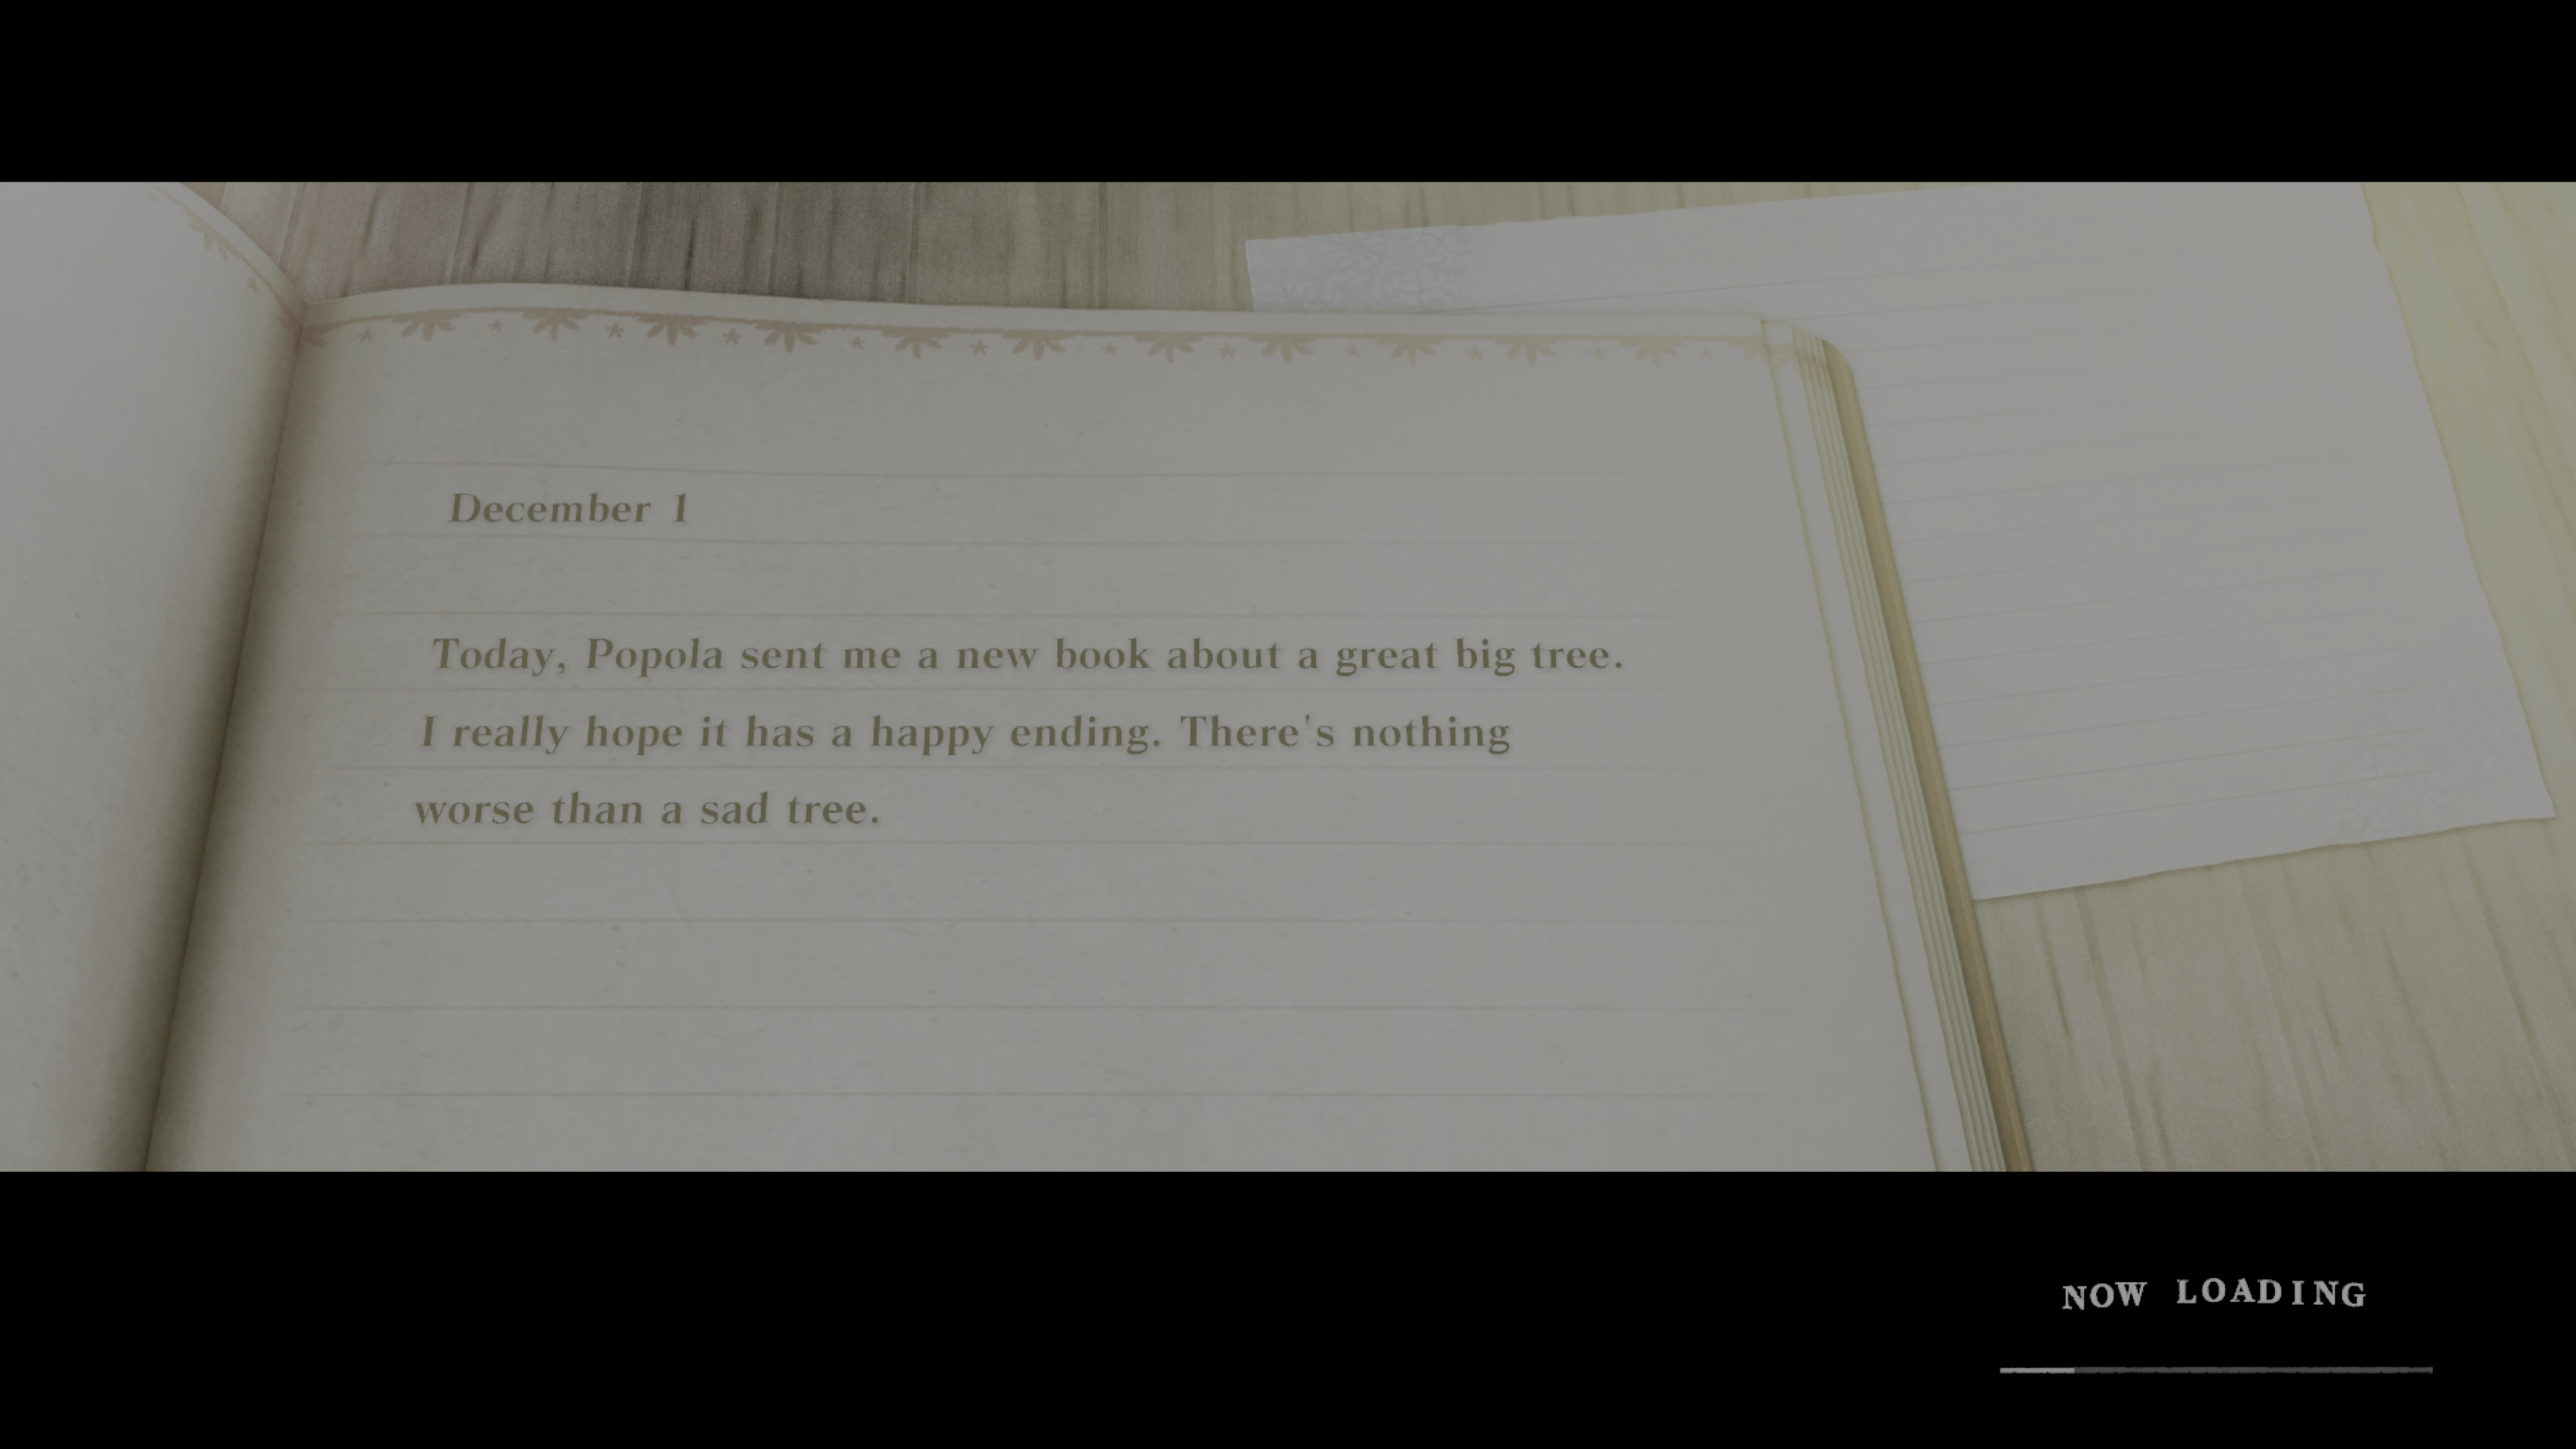 December 1
Today, Popola sent me a new book about a great big tree.
I really hope it has a happy ending. There's nothing
worse than a sad tree.
NOW LOADING